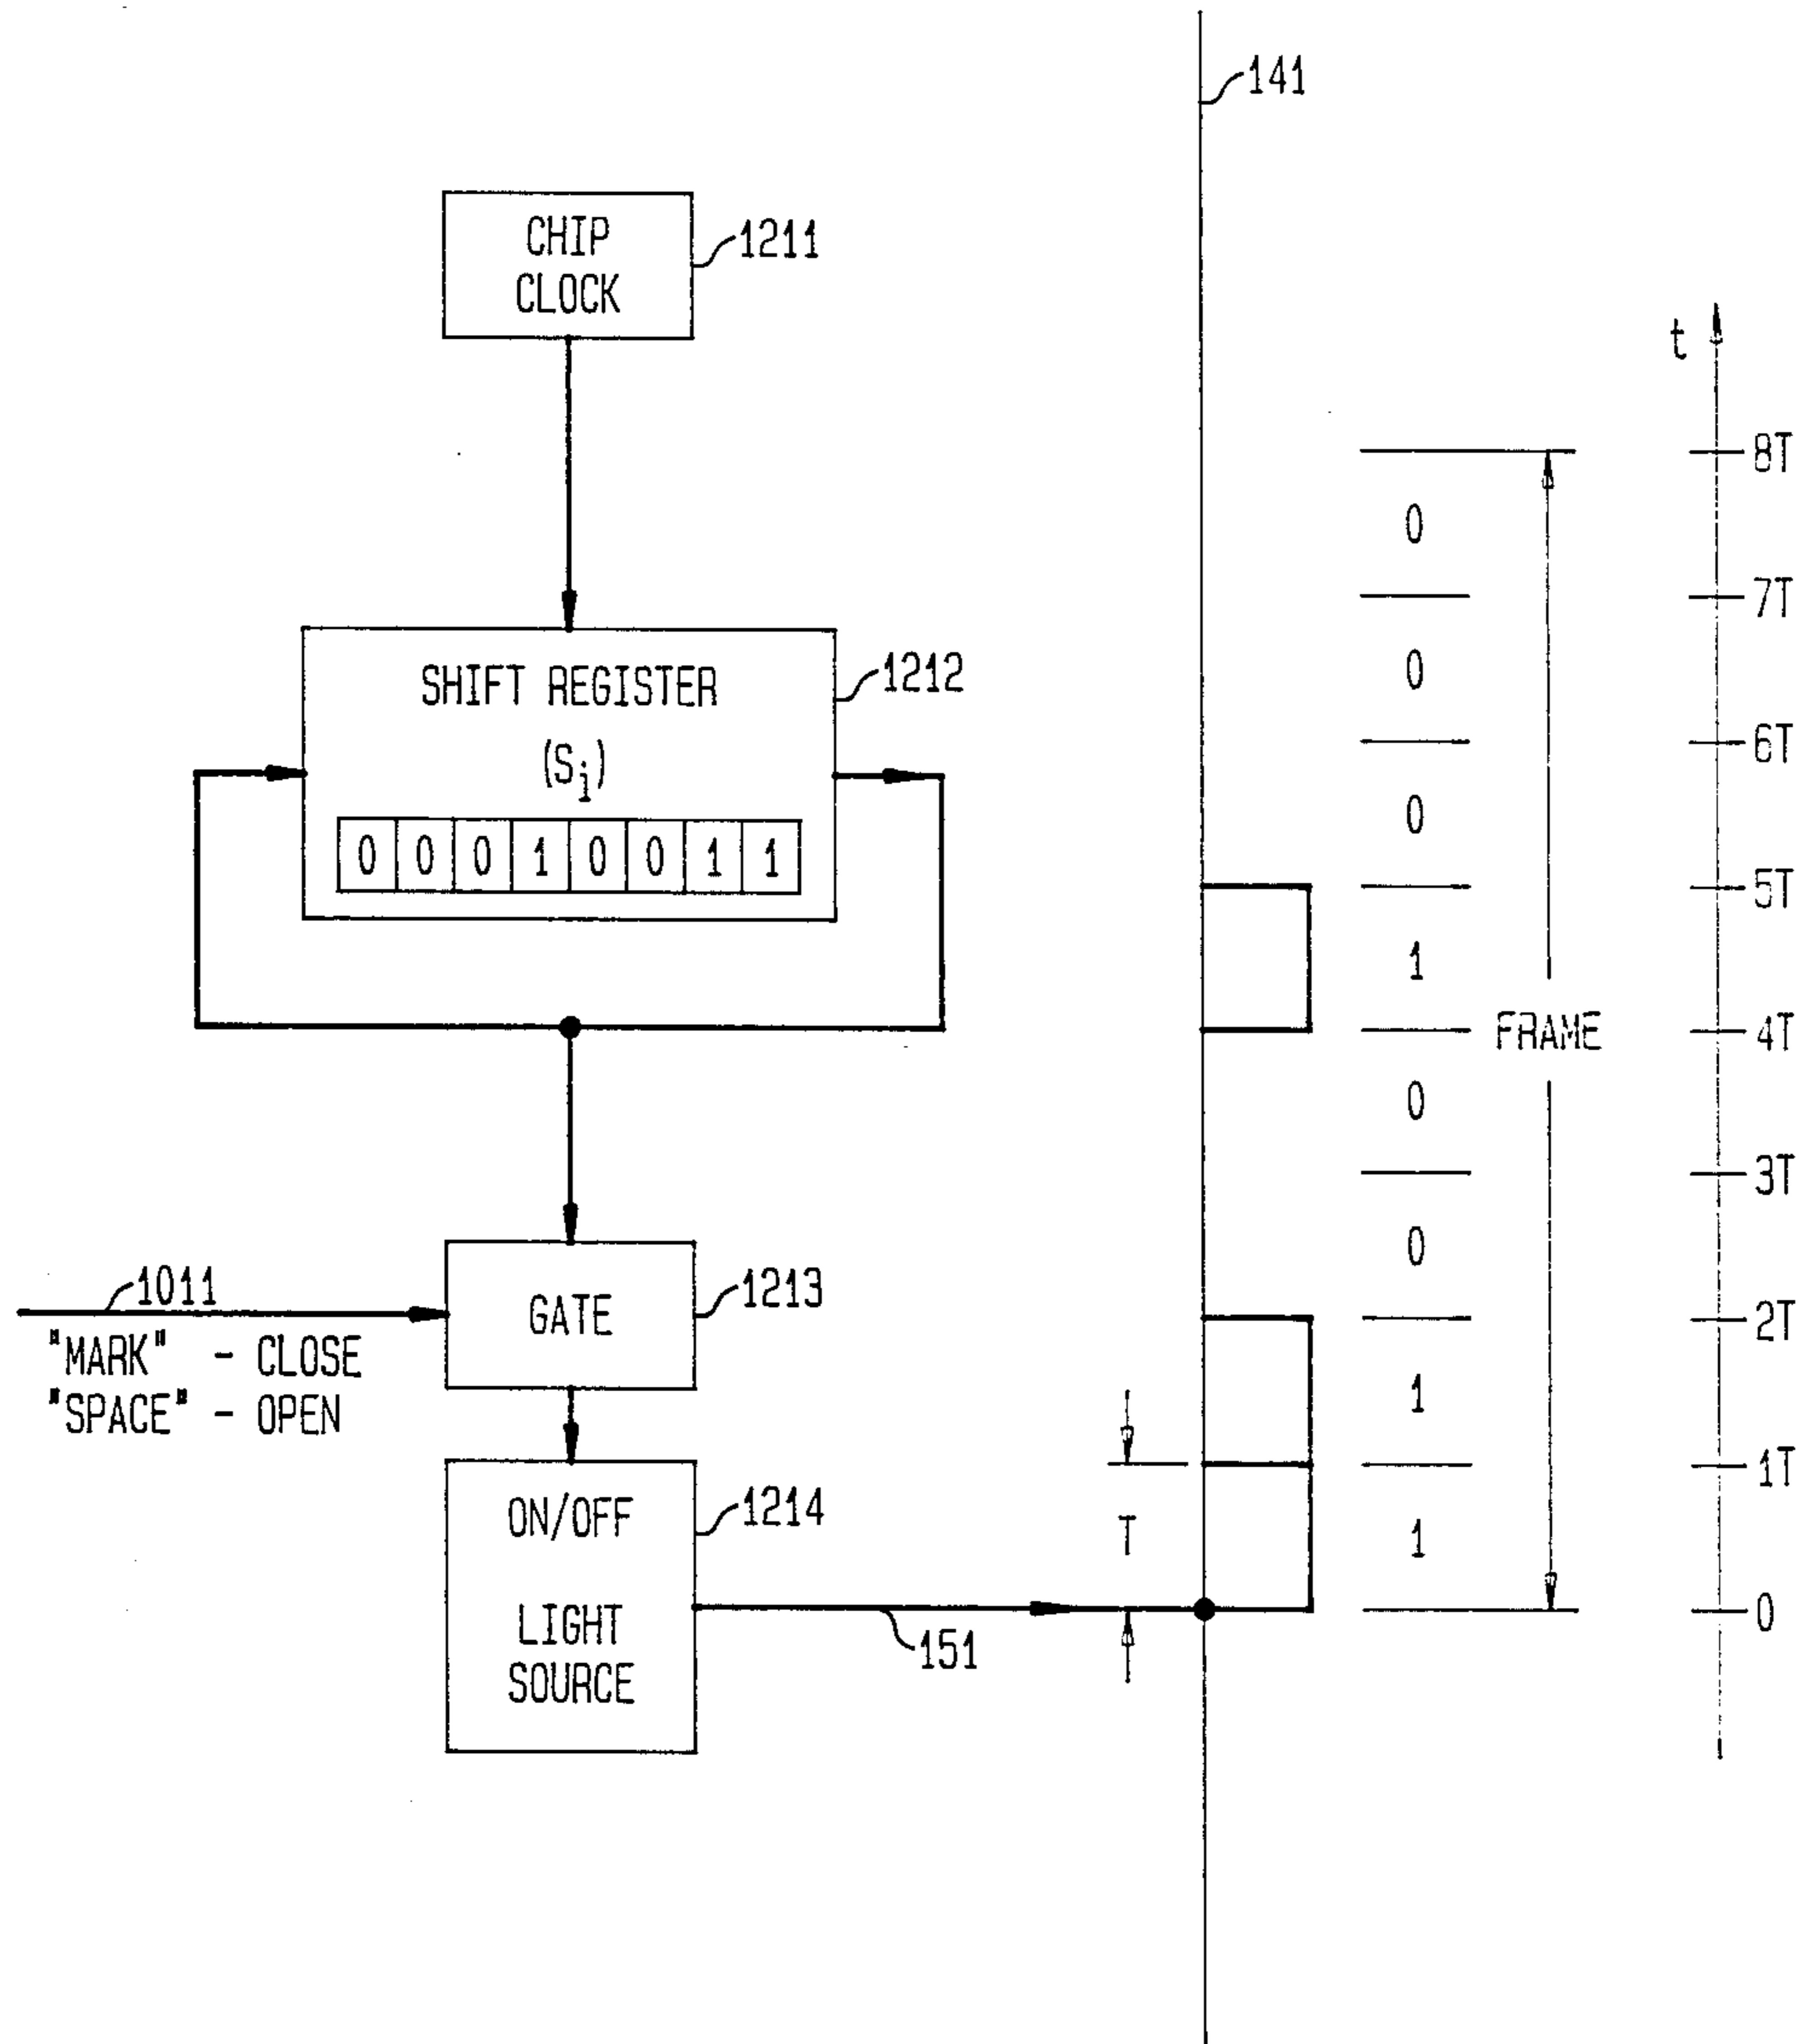 141
CHIP
CLOCK
1211
t
8T
0
7T
SHIFT REGISTER
1212
0
(Si)
6T
0
0 0 0 1 0 0 1 1
5T
1
FRAME
4T
0
3T
1011
GATE
1213
0
"MARK" - CLOSE
2T
"SPACE" - OPEN
1
1T
ON/OFF
1214
T
1
LIGHT
SOURCE
151
0